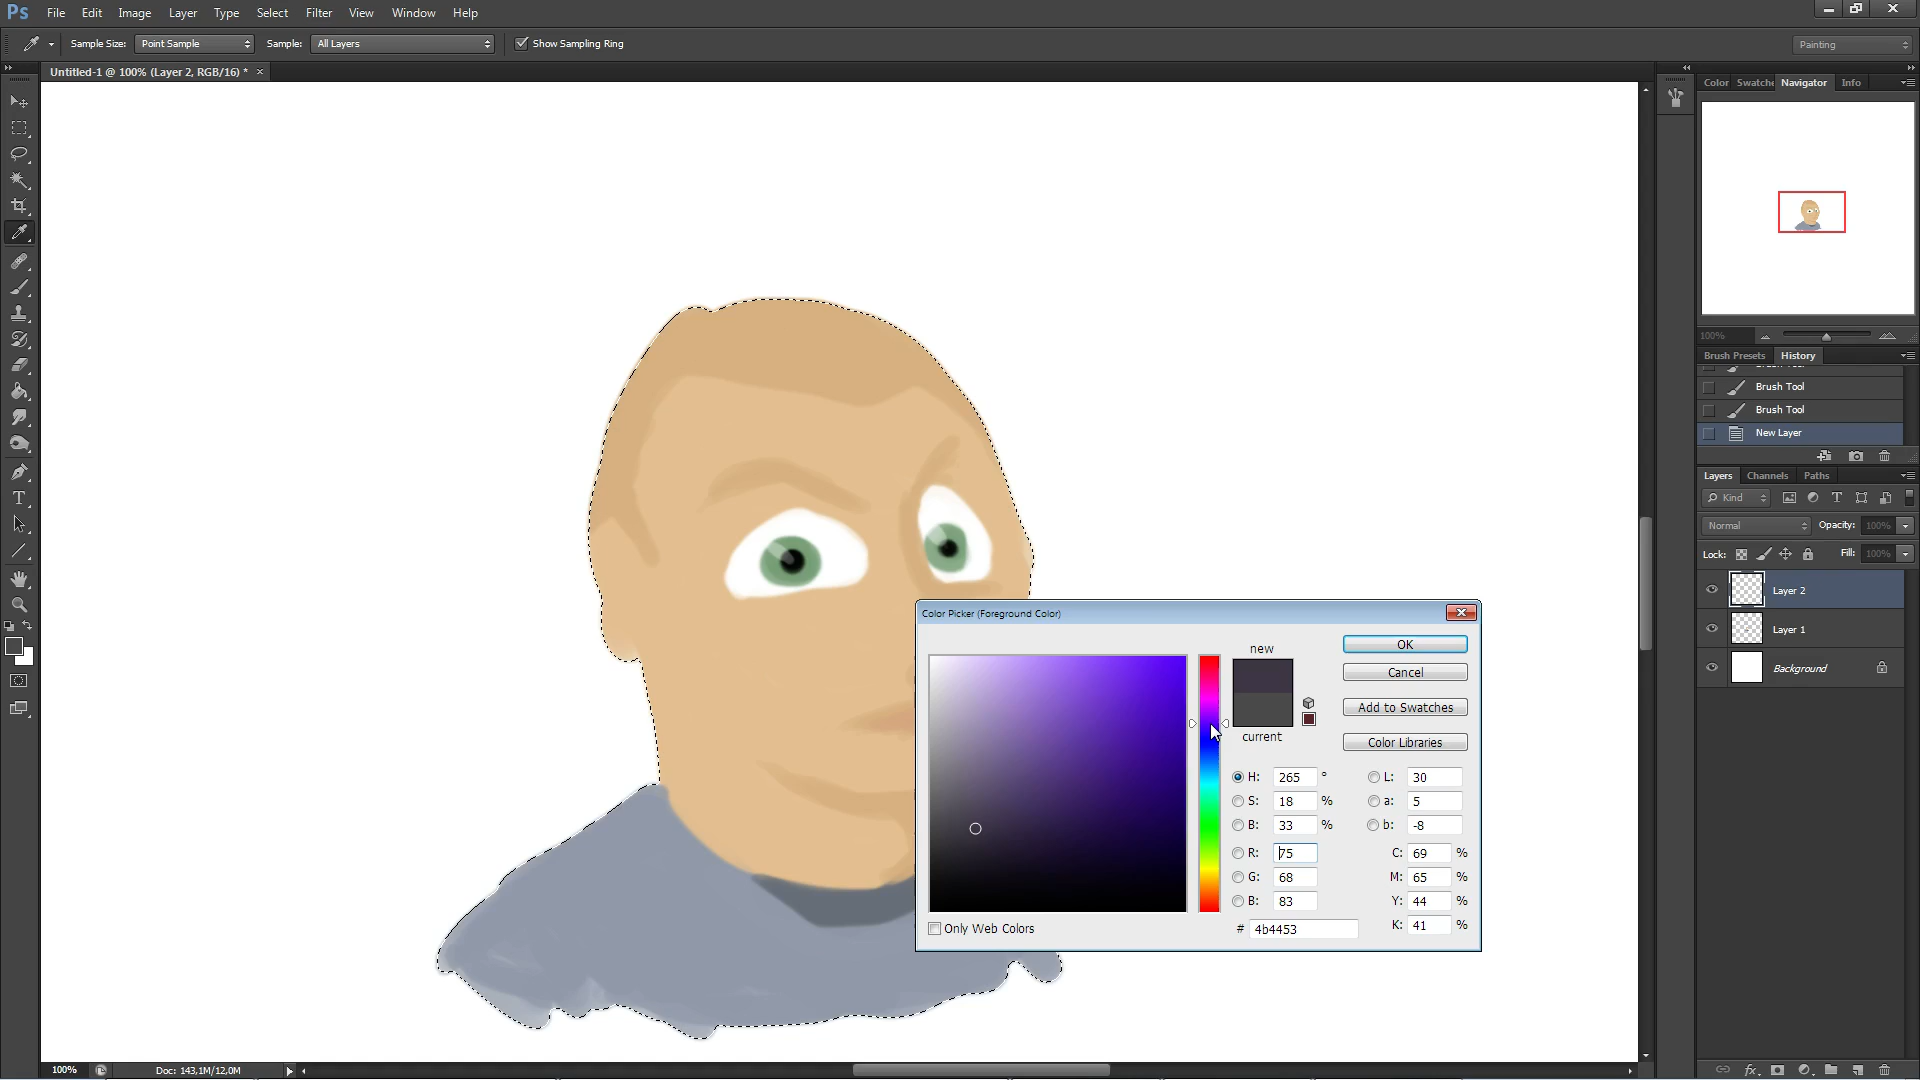 Ps File Edit Image Layer Type Select Filter View Window Help
Sample Size: Point Sample Sample: All Layers Show Sampling Ring Painting
Untitled-1 @ 100% (Layer 2, RGB/16) * ×
Color Swatche Navigator Info
100%
Brush Presets History
Brush Tool
Brush Tool
New Layer
Layers Channels Paths
Kind
Normal Opacity: 100%
Lock: Fill: 100%
Layer 2
Layer 1
Background
Color Picker (Foreground Color)
new
current
OK
Cancel
Add to Swatches
Color Libraries
H: 265 °
S: 18 %
B: 33 %
R: 75
G: 68
B: 83
L: 30
a: 5
b: -8
C: 69 %
M: 65 %
Y: 44 %
K: 41 %
# 4b4453
Only Web Colors
100% Doc: 143,1M/12,0M